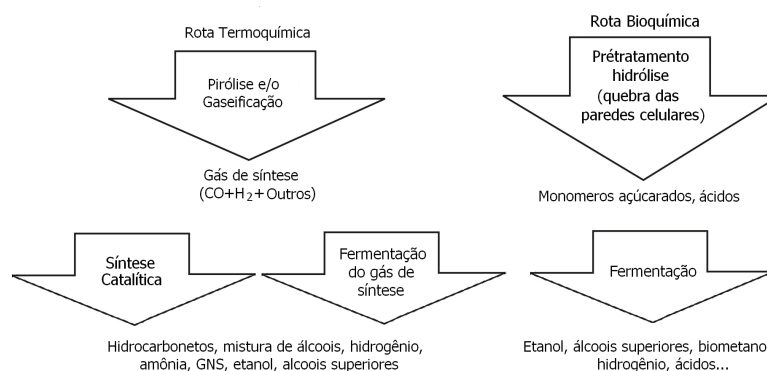 Rota Termoquímica
Pirólise e/o
Gaseificação
Gás de síntese
(CO+H₂+Outros)
Síntese
Catalítica
Fermentação
do gás de
síntese
Hidrocarbonetos, mistura de álcoois, hidrogênio,
amônia, GNS, etanol, alcoois superiores
Rota Bioquímica
Prétratamento
hidrólise
(quebra das
paredes celulares)
Monomeros açúcarados, ácidos
Fermentação
Etanol, álcoois superiores, biometano
hidrogênio, ácidos...